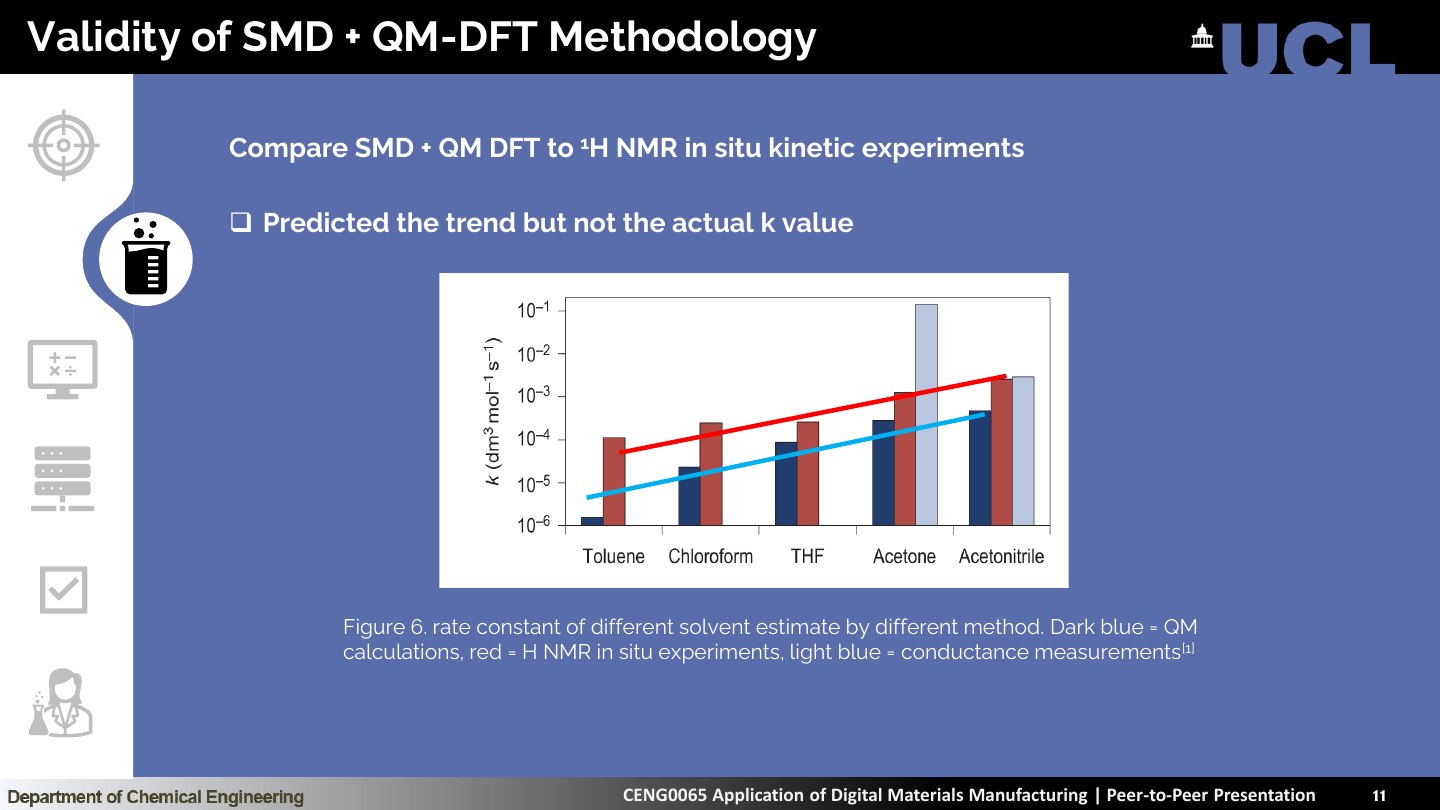 Validity of SMD + QM-DFT Methodology
UCL
Compare SMD + QM DFT to ¹H NMR in situ kinetic experiments
❑ Predicted the trend but not the actual k value
k (dm³ mol⁻¹ s⁻¹)
10⁻¹
10⁻²
10⁻³
10⁻⁴
10⁻⁵
10⁻⁶
Toluene Chloroform THF Acetone Acetonitrile
Figure 6. rate constant of different solvent estimate by different method. Dark blue = QM
calculations, red = H NMR in situ experiments, light blue = conductance measurements[1]
Department of Chemical Engineering
CENG0065 Application of Digital Materials Manufacturing | Peer-to-Peer Presentation 11